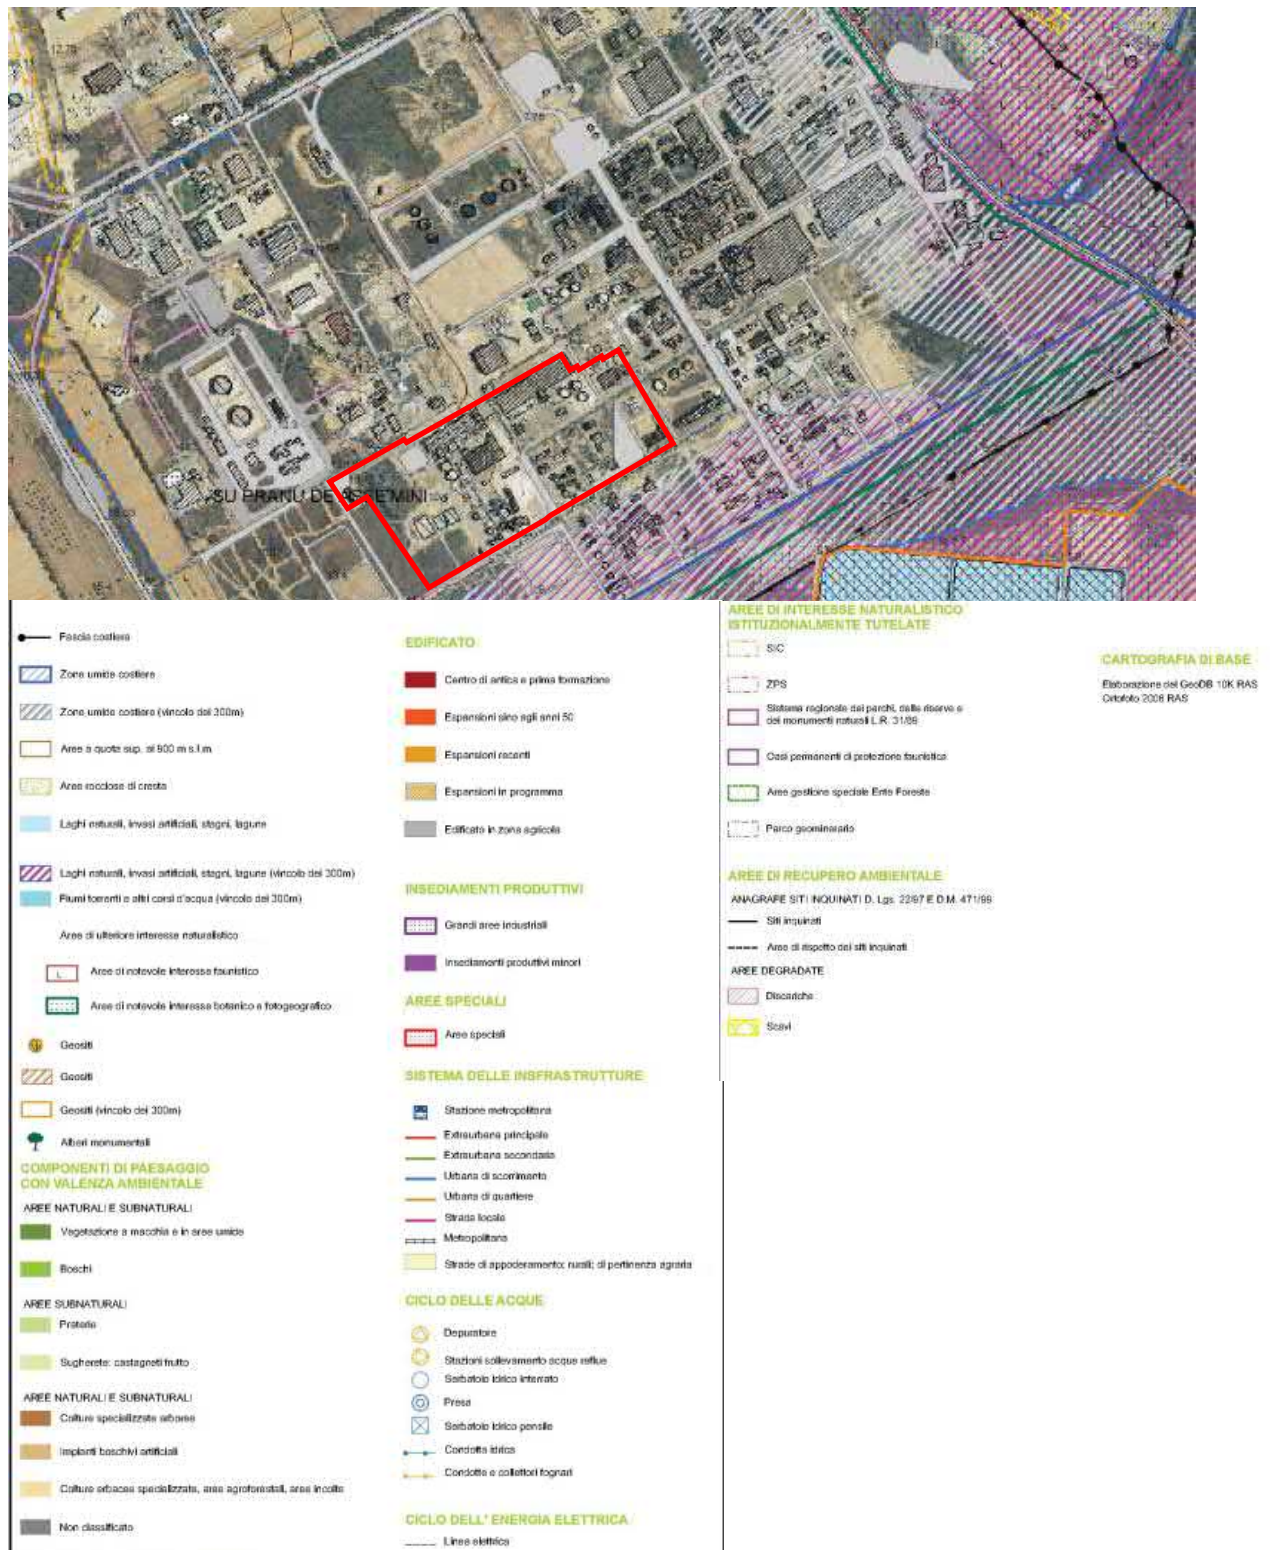 SU PRANU DE ASSEMINI
Fascia costiera
Zone umide costiere
Zone umide costiere (vincolo dei 300m)
Aree a quota sup. ai 900 m s.l.m
Aree rocciose di cresta
Laghi naturali, invasi artificiali, stagni, lagune
Laghi naturali, invasi artificiali, stagni, lagune (vincolo dei 300m)
Fiumi torrenti e altri corsi d'acqua (vincolo dei 300m)
Aree di ulteriore interesse naturalistico
L
Aree di notevole interesse faunistico
Aree di notevole interesse botanico e fotogeografico
Geositi
Geositi
Geositi (vincolo dei 300m)
Alberi monumentali
COMPONENTI DI PAESAGGIO
CON VALENZA AMBIENTALE
AREE NATURALI E SUBNATURALI
Vegetazione a macchia e in aree umide
Boschi
AREE SUBNATURALI
Praterie
Sugherete; castagneti frutto
AREE NATURALI E SUBNATURALI
Colture specializzate arboree
Impianti boschivi artificiali
Colture erbacee specializzate, aree agroforestali, aree incolte
Non classificato
EDIFICATO
Centro di antica e prima formazione
Espansioni sino agli anni 50
Espansioni recenti
Espansioni in programma
Edificato in zona agricola
INSEDIAMENTI PRODUTTIVI
Grandi aree industriali
Insediamenti produttivi minori
AREE SPECIALI
Aree speciali
SISTEMA DELLE INSFRASTRUTTURE
Stazione metropolitana
Extraurbana principale
Extraurbana secondaria
Urbana di scorrimento
Urbana di quartiere
Strada locale
Metropolitana
Strade di appoderamento; rurali; di pertinenza agraria
CICLO DELLE ACQUE
Depuratore
Stazioni sollevamento acque reflue
Serbatoio idrico interrato
Presa
Serbatoio idrico pensile
Condotta idrica
Condotte e collettori fognari
CICLO DELL' ENERGIA ELETTRICA
Linea elettrica
AREE DI INTERESSE NATURALISTICO
ISTITUZIONALMENTE TUTELATE
SIC
ZPS
Sistema regionale dei parchi, delle riserve e
dei monumenti naturali L.R. 31/89
Oasi permanenti di protezione faunistica
Aree gestione speciale Ente Foreste
Parco geominerario
AREE DI RECUPERO AMBIENTALE
ANAGRAFE SITI INQUINATI D. Lgs. 22/97 E D.M. 471/99
Siti inquinati
Aree di rispetto dei siti inquinati
AREE DEGRADATE
Discariche
Scavi
CARTOGRAFIA DI BASE
Elaborazione del GeoDB 10K RAS
Ortofoto 2006 RAS